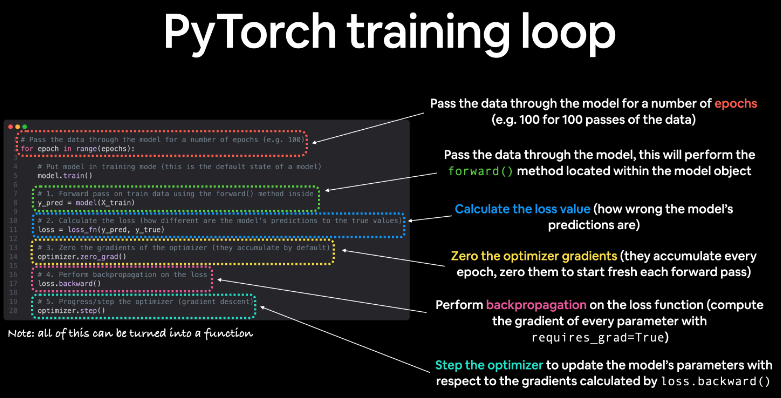 PyTorch training loop
# Pass the data through the model for a number of epochs (e.g. 100)
for epoch in range(epochs):
4 # Put model in training mode (this is the default state of a model)
5 model.train()
6
7 # 1. Forward pass on train data using the forward() method inside
8 y_pred = model(X_train)
9
10 # 2. Calculate the loss (how different are the model's predictions to the true values)
11 loss = loss_fn(y_pred, y_true)
12
13 # 3. Zero the gradients of the optimizer (they accumulate by default)
14 optimizer.zero_grad()
15
16 # 4. Perform backpropagation on the loss
17 loss.backward()
18
19 # 5. Progress/step the optimizer (gradient descent)
20 optimizer.step()
Note: all of this can be turned into a function
Pass the data through the model for a number of epochs
(e.g. 100 for 100 passes of the data)
Pass the data through the model, this will perform the
forward() method located within the model object
Calculate the loss value (how wrong the model's
predictions are)
Zero the optimizer gradients (they accumulate every
epoch, zero them to start fresh each forward pass)
Perform backpropagation on the loss function (compute
the gradient of every parameter with
requires_grad=True)
Step the optimizer to update the model's parameters with
respect to the gradients calculated by loss.backward()